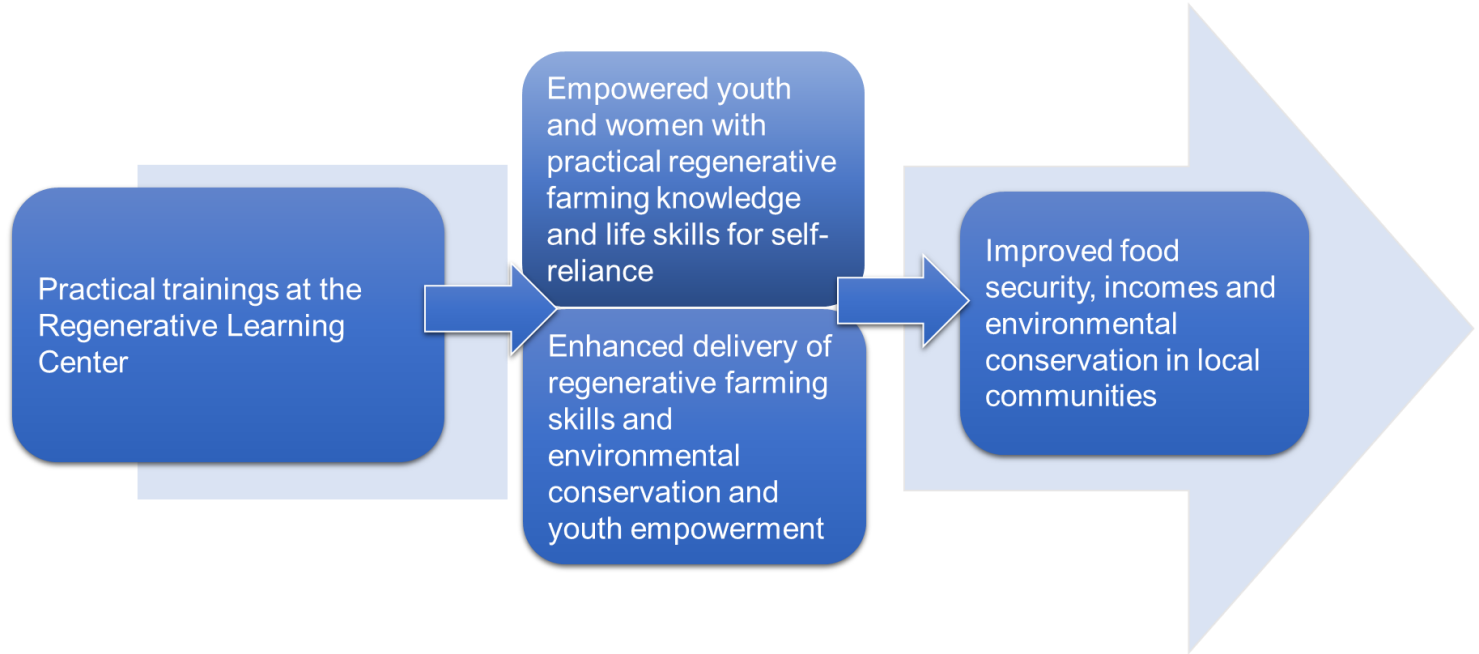 Practical trainings at the
Regenerative Learning
Center
Empowered youth
and women with
practical regenerative
farming knowledge
and life skills for self-
reliance
Enhanced delivery of
regenerative farming
skills and
environmental
conservation and
youth empowerment
Improved food
security, incomes and
environmental
conservation in local
communities